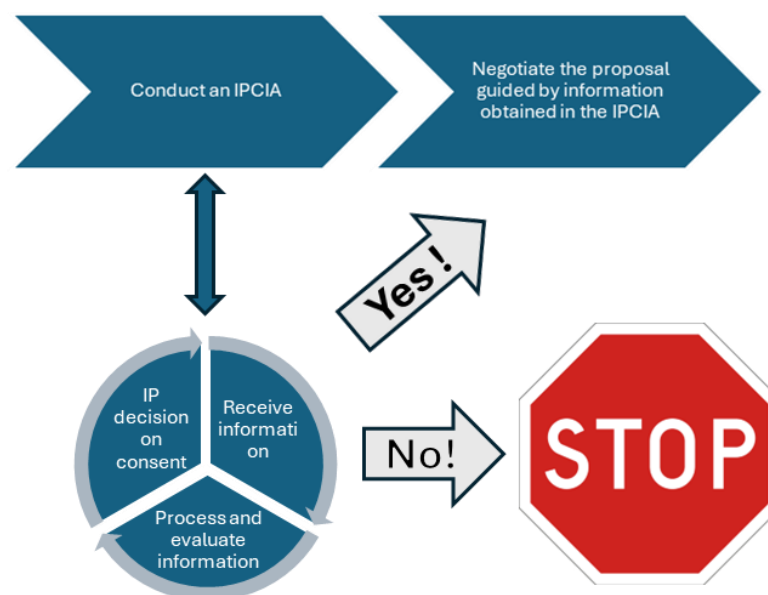 Conduct an IPCIA
Negotiate the proposal
guided by information
obtained in the IPCIA
Yes !
IP
decision
on
consent
Receive
informati
on
Process and
evaluate
information
No!
STOP